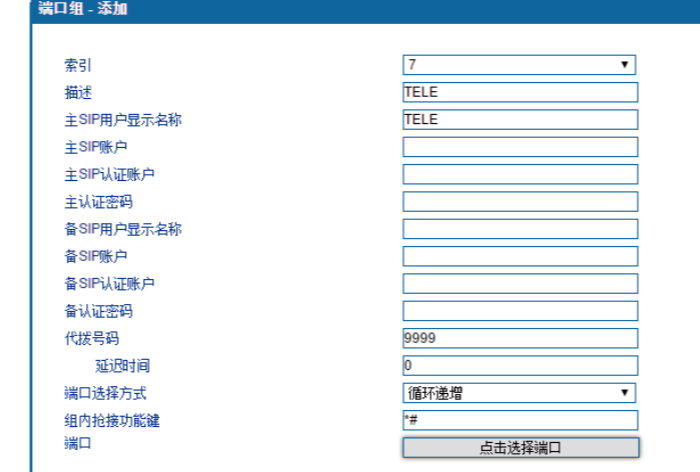 端口组 - 添加
索引 7
描述 TELE
主SIP用户显示名称 TELE
主SIP账户
主SIP认证账户
主认证密码
备SIP用户显示名称
备SIP账户
备SIP认证账户
备认证密码
代拨号码 9999
延迟时间 0
端口选择方式 循环递增
组内抢接功能键 *#
端口 点击选择端口